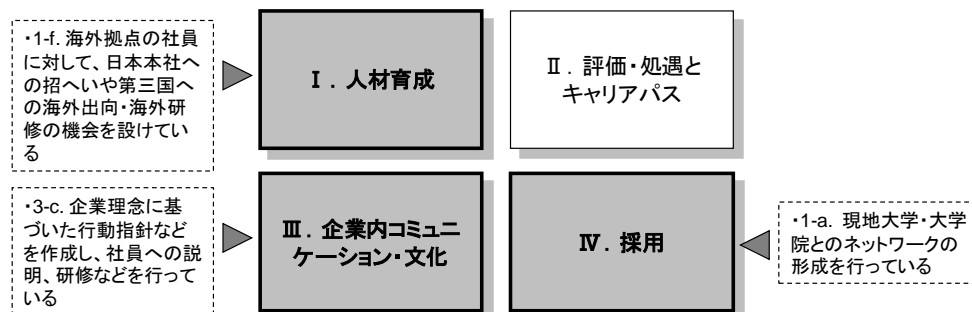 ・1-f. 海外拠点の社員
に対して、日本本社へ
の招へいや第三国へ
の海外出向・海外研
修の機会を設けてい
る
Ⅰ．人材育成
Ⅱ．評価・処遇と
キャリアパス
・3-c. 企業理念に基
づいた行動指針など
を作成し、社員への説
明、研修などを行って
いる
Ⅲ．企業内コミュニ
ケーション・文化
Ⅳ．採用
・1-a. 現地大学・大学
院とのネットワークの
形成を行っている